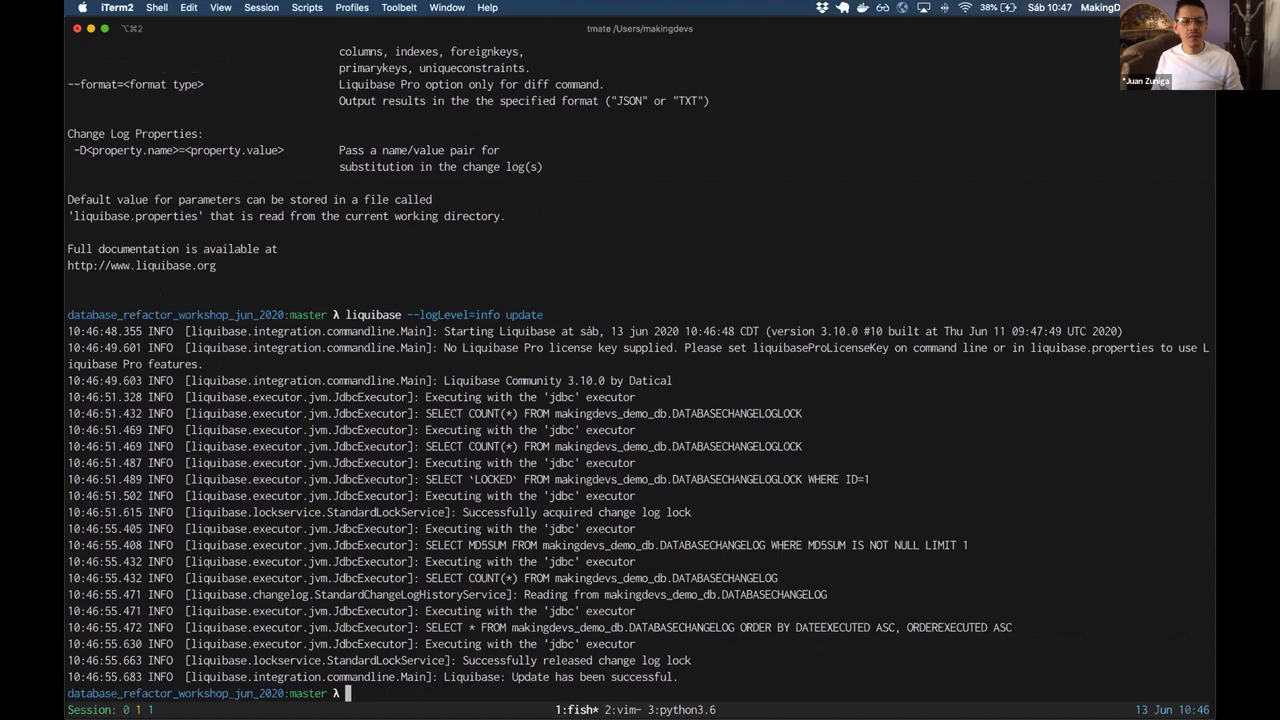 iTerm2 Shell Edit View Session Scripts Profiles Toolbelt Window Help 38% Sáb 10:47 MakingD
⌥⌘2 tmate /Users/makingdevs
*Juan Zuniga
columns, indexes, foreignkeys,
primarykeys, uniqueconstraints.
--format=<format type> Liquibase Pro option only for diff command.
Output results in the the specified format ("JSON" or "TXT")
Change Log Properties:
-D<property.name>=<property.value> Pass a name/value pair for
substitution in the change log(s)
Default value for parameters can be stored in a file called
'liquibase.properties' that is read from the current working directory.
Full documentation is available at
http://www.liquibase.org
database_refactor_workshop_jun_2020:master λ liquibase --logLevel=info update
10:46:48.355 INFO [liquibase.integration.commandline.Main]: Starting Liquibase at sáb, 13 jun 2020 10:46:48 CDT (version 3.10.0 #10 built at Thu Jun 11 09:47:49 UTC 2020)
10:46:49.601 INFO [liquibase.integration.commandline.Main]: No Liquibase Pro license key supplied. Please set liquibaseProLicenseKey on command line or in liquibase.properties to use L
iquibase Pro features.
10:46:49.603 INFO [liquibase.integration.commandline.Main]: Liquibase Community 3.10.0 by Datical
10:46:51.328 INFO [liquibase.executor.jvm.JdbcExecutor]: Executing with the 'jdbc' executor
10:46:51.432 INFO [liquibase.executor.jvm.JdbcExecutor]: SELECT COUNT(*) FROM makingdevs_demo_db.DATABASECHANGELOGLOCK
10:46:51.469 INFO [liquibase.executor.jvm.JdbcExecutor]: Executing with the 'jdbc' executor
10:46:51.469 INFO [liquibase.executor.jvm.JdbcExecutor]: SELECT COUNT(*) FROM makingdevs_demo_db.DATABASECHANGELOGLOCK
10:46:51.487 INFO [liquibase.executor.jvm.JdbcExecutor]: Executing with the 'jdbc' executor
10:46:51.489 INFO [liquibase.executor.jvm.JdbcExecutor]: SELECT `LOCKED` FROM makingdevs_demo_db.DATABASECHANGELOGLOCK WHERE ID=1
10:46:51.502 INFO [liquibase.executor.jvm.JdbcExecutor]: Executing with the 'jdbc' executor
10:46:51.615 INFO [liquibase.lockservice.StandardLockService]: Successfully acquired change log lock
10:46:55.405 INFO [liquibase.executor.jvm.JdbcExecutor]: Executing with the 'jdbc' executor
10:46:55.408 INFO [liquibase.executor.jvm.JdbcExecutor]: SELECT MD5SUM FROM makingdevs_demo_db.DATABASECHANGELOG WHERE MD5SUM IS NOT NULL LIMIT 1
10:46:55.432 INFO [liquibase.executor.jvm.JdbcExecutor]: Executing with the 'jdbc' executor
10:46:55.432 INFO [liquibase.executor.jvm.JdbcExecutor]: SELECT COUNT(*) FROM makingdevs_demo_db.DATABASECHANGELOG
10:46:55.471 INFO [liquibase.changelog.StandardChangeLogHistoryService]: Reading from makingdevs_demo_db.DATABASECHANGELOG
10:46:55.471 INFO [liquibase.executor.jvm.JdbcExecutor]: Executing with the 'jdbc' executor
10:46:55.472 INFO [liquibase.executor.jvm.JdbcExecutor]: SELECT * FROM makingdevs_demo_db.DATABASECHANGELOG ORDER BY DATEEXECUTED ASC, ORDEREXECUTED ASC
10:46:55.630 INFO [liquibase.executor.jvm.JdbcExecutor]: Executing with the 'jdbc' executor
10:46:55.663 INFO [liquibase.lockservice.StandardLockService]: Successfully released change log lock
10:46:55.683 INFO [liquibase.integration.commandline.Main]: Liquibase: Update has been successful.
database_refactor_workshop_jun_2020:master λ
Session: 0 1 1 1:fish* 2:vim- 3:python3.6 13 Jun 10:46